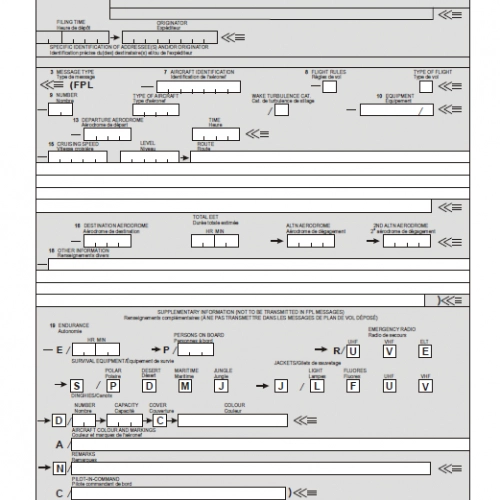 FILING TIME ORIGINATOR
Heure de dépôt Expéditeur
SPECIFIC IDENTIFICATION OF ADDRESSEE(S) AND/OR ORIGINATOR
Identification précise du(des) destinataire(s) et/ou de l'expéditeur
3 MESSAGE TYPE 7 AIRCRAFT IDENTIFICATION 8 FLIGHT RULES TYPE OF FLIGHT
Type de message Identification de l'aéronef Règles de vol Type de vol
(FPL
9 NUMBER TYPE OF AIRCRAFT WAKE TURBULENCE CAT. 10 EQUIPMENT
Nombre Type d'aéronef Cat. de turbulence de sillage Équipement
/ /
13 DEPARTURE AERODROME TIME
Aérodrome de départ Heure
15 CRUISING SPEED LEVEL ROUTE
Vitesse croisière Niveau Route
TOTAL EET
16 DESTINATION AERODROME Durée totale estimée ALTN AERODROME 2ND ALTN AERODROME
Aérodrome de destination HR MIN Aérodrome de dégagement 2e aérodrome de dégagement
18 OTHER INFORMATION
Renseignements divers
)
SUPPLEMENTARY INFORMATION (NOT TO BE TRANSMITTED IN FPL MESSAGES)
Renseignements complémentaires (À NE PAS TRANSMETTRE DANS LES MESSAGES DE PLAN DE VOL DÉPOSÉ)
19 ENDURANCE EMERGENCY RADIO
Autonomie Radio de secours
HR MIN PERSONS ON BOARD UHF VHF ELT
Personnes à bord
E / P / R/ U V E
SURVIVAL EQUIPMENT/Équipement de survie JACKETS/Gilets de sauvetage
POLAR DESERT MARITIME JUNGLE LIGHT FLUORES UHF VHF
Polaire Désert Maritime Jungle Lampes Fluores
S / P D M J J / L F U V
DINGHIES/Canots
NUMBER CAPACITY COVER COLOUR
Nombre Capacité Couverture Couleur
D C
AIRCRAFT COLOUR AND MARKINGS
Couleur et marques de l'aéronef
A /
REMARKS
Remarques
N /
PILOT-IN-COMMAND
Pilote commandant de bord
C / )